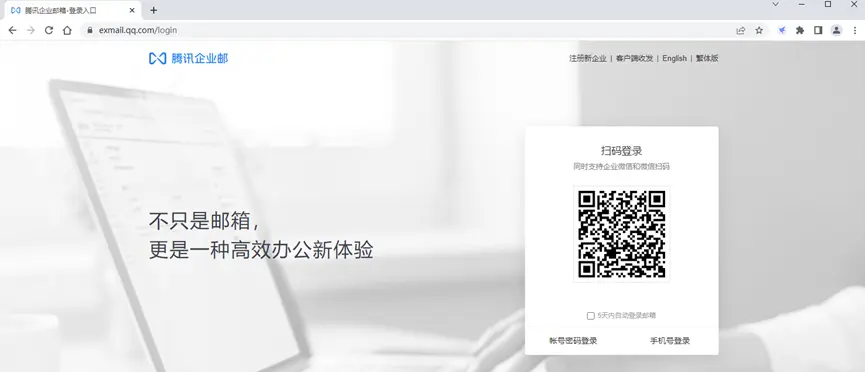 腾讯企业邮箱-登录入口
exmail.qq.com/login
腾讯企业邮
注册新企业 | 客户端收发 | English | 繁体版
扫码登录
同时支持企业微信和微信扫码
不只是邮箱，
更是一种高效办公新体验
5天内自动登录邮箱
帐号密码登录
手机号登录